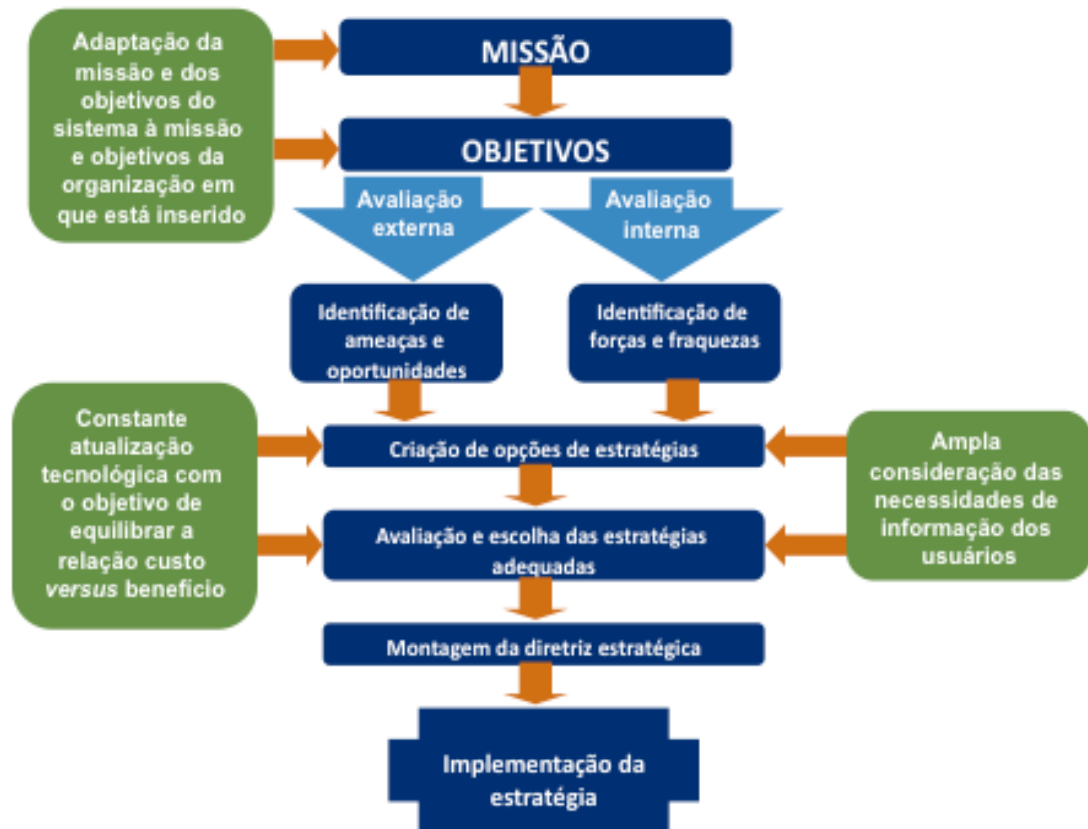 Adaptação da
missão e dos
objetivos do
sistema à missão
e objetivos da
organização em
que está inserido
MISSÃO
OBJETIVOS
Avaliação
externa
Avaliação
interna
Identificação de
ameaças e
oportunidades
Identificação de
forças e fraquezas
Constante
atualização
tecnológica com
o objetivo de
equilibrar a
relação custo
versus benefício
Criação de opções de estratégias
Avaliação e escolha das estratégias
adequadas
Ampla
consideração das
necessidades de
informação dos
usuários
Montagem da diretriz estratégica
Implementação da
estratégia